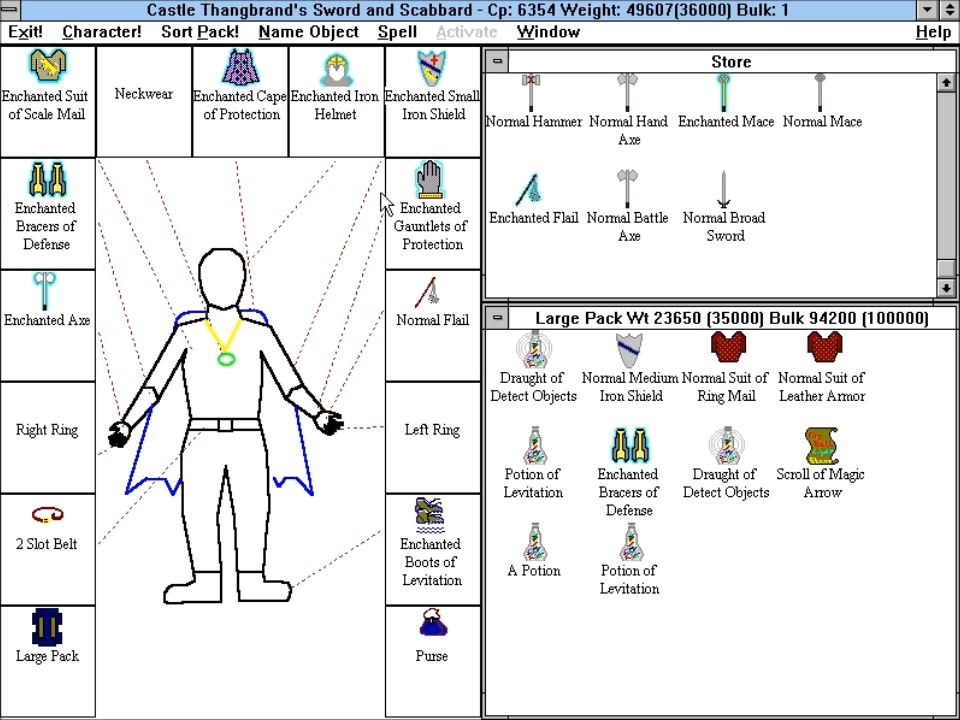 Castle Thangbrand's Sword and Scabbard - Cp: 6354 Weight: 49607(36000) Bulk: 1
Exit! Character! Sort Pack! Name Object Spell Activate Window Help
Enchanted Suit
of Scale Mail
Neckwear
Enchanted Cape
of Protection
Enchanted Iron
Helmet
Enchanted Small
Iron Shield
Enchanted
Bracers of
Defense
Enchanted
Gauntlets of
Protection
Enchanted Axe
Normal Flail
Right Ring
Left Ring
2 Slot Belt
Enchanted
Boots of
Levitation
Large Pack
Purse
Store
Normal Hammer
Normal Hand
Axe
Enchanted Mace
Normal Mace
Enchanted Flail
Normal Battle
Axe
Normal Broad
Sword
Large Pack Wt 23650 (35000) Bulk 94200 (100000)
Draught of
Detect Objects
Normal Medium
Iron Shield
Normal Suit of
Ring Mail
Normal Suit of
Leather Armor
Potion of
Levitation
Enchanted
Bracers of
Defense
Draught of
Detect Objects
Scroll of Magic
Arrow
A Potion
Potion of
Levitation